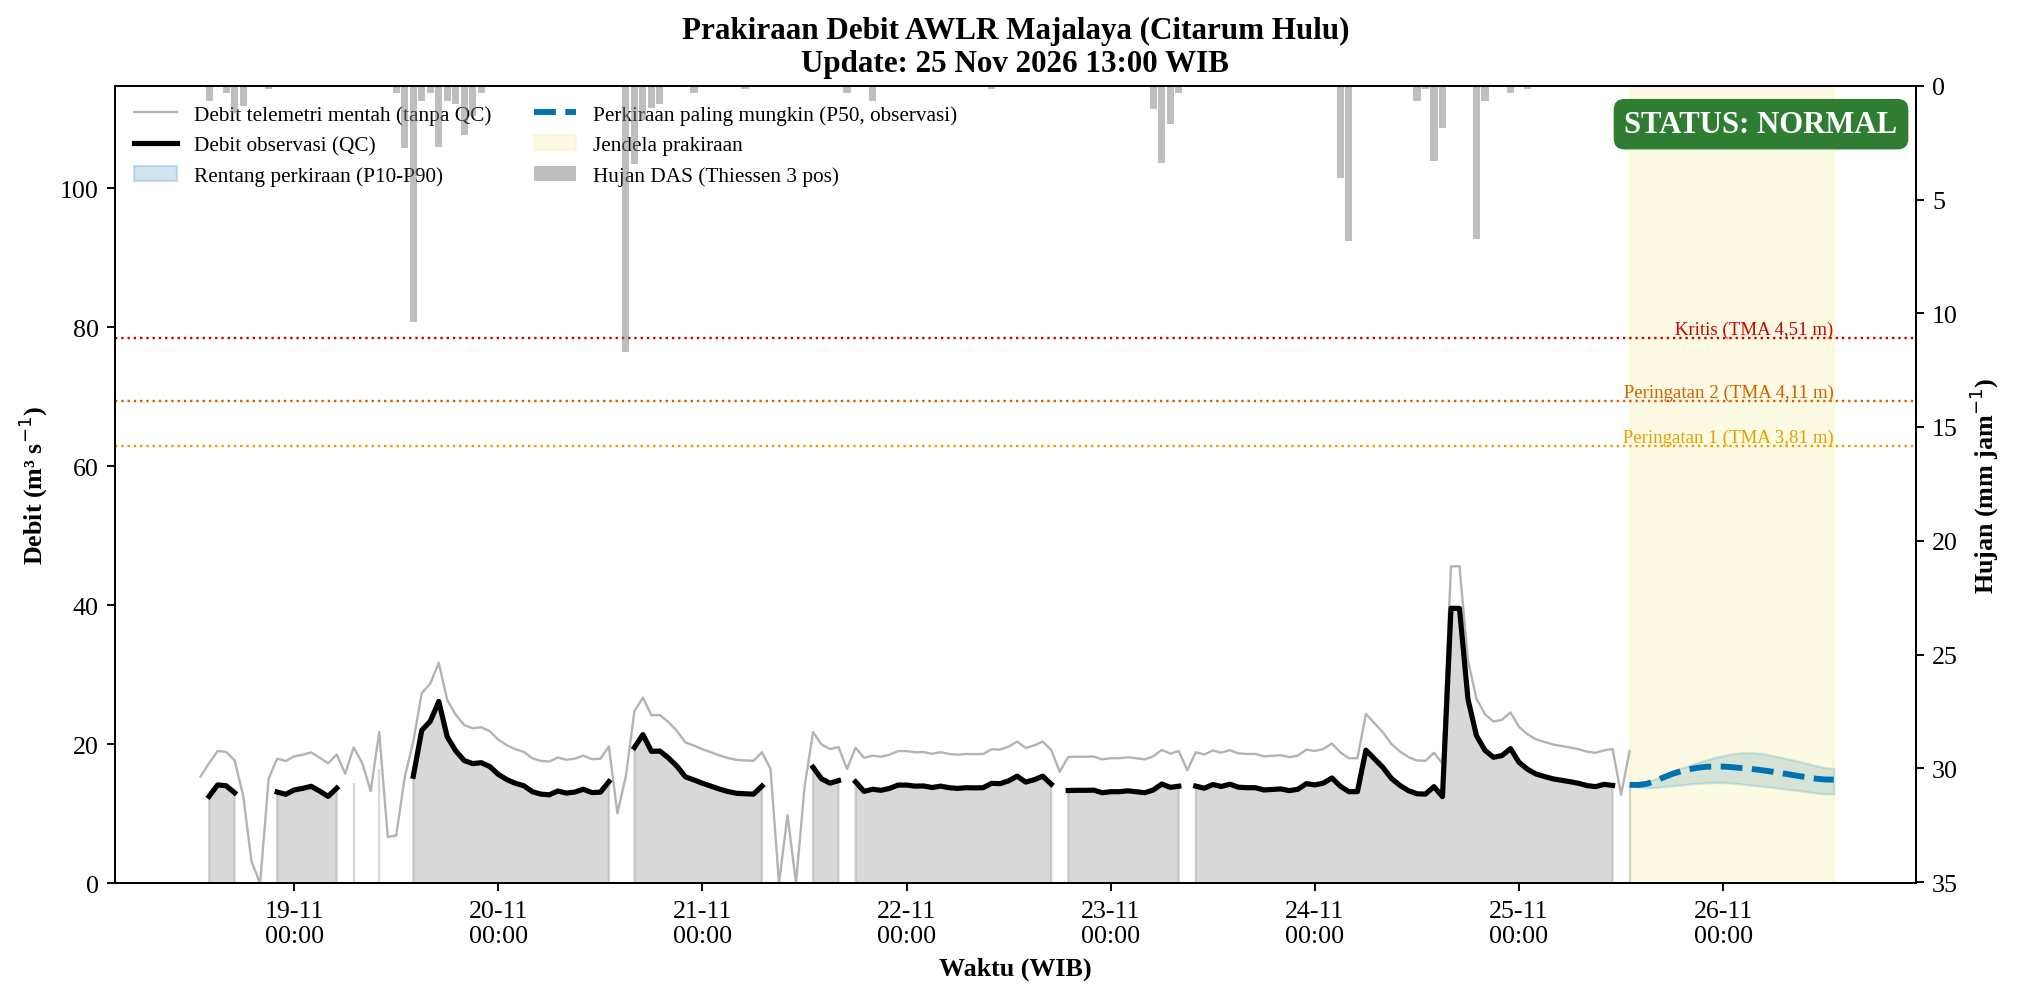 Prakiraan Debit AWLR Majalaya (Citarum Hulu)
Update: 25 Nov 2026 13:00 WIB
Debit telemetri mentah (tanpa QC)
Debit observasi (QC)
Rentang perkiraan (P10-P90)
Perkiraan paling mungkin (P50, observasi)
Jendela prakiraan
Hujan DAS (Thiessen 3 pos)
STATUS: NORMAL
Kritis (TMA 4,51 m)
Peringatan 2 (TMA 4,11 m)
Peringatan 1 (TMA 3,81 m)
Debit (m³ s⁻¹)
100
80
60
40
20
0
Hujan (mm jam⁻¹)
0
5
10
15
20
25
30
35
19-11
00:00
20-11
00:00
21-11
00:00
22-11
00:00
23-11
00:00
24-11
00:00
25-11
00:00
26-11
00:00
Waktu (WIB)